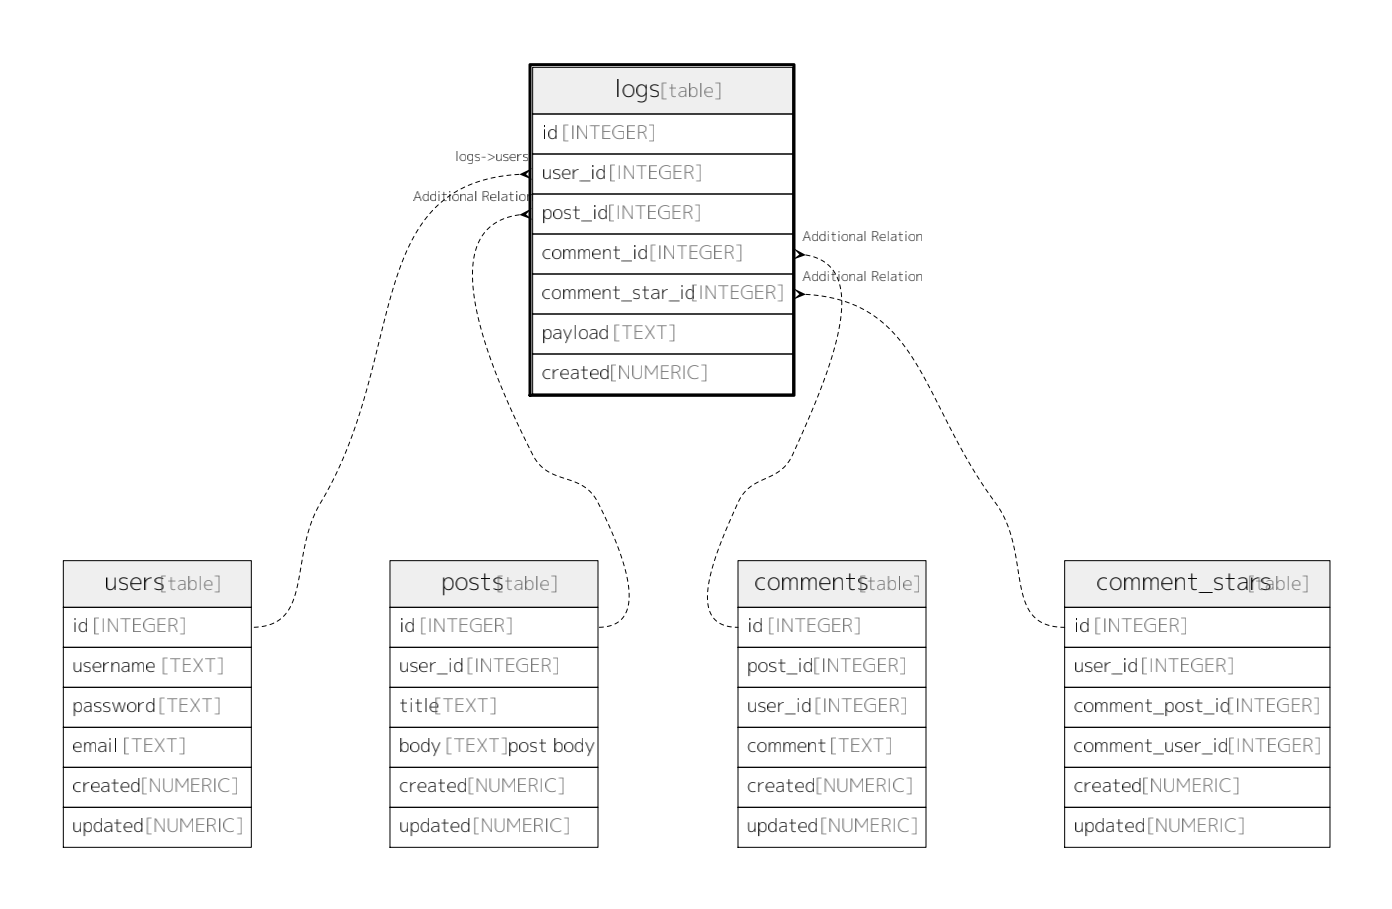 logs [table]
id [INTEGER]
logs->users
user_id [INTEGER]
Additional Relation
post_id [INTEGER]
Additional Relation
comment_id [INTEGER]
Additional Relation
comment_star_id [INTEGER]
payload [TEXT]
created [NUMERIC]
users [table]
id [INTEGER]
username [TEXT]
password [TEXT]
email [TEXT]
created [NUMERIC]
updated [NUMERIC]
posts [table]
id [INTEGER]
user_id [INTEGER]
title [TEXT]
body [TEXT] post body
created [NUMERIC]
updated [NUMERIC]
comments [table]
id [INTEGER]
post_id [INTEGER]
user_id [INTEGER]
comment [TEXT]
created [NUMERIC]
updated [NUMERIC]
comment_stars [table]
id [INTEGER]
user_id [INTEGER]
comment_post_id [INTEGER]
comment_user_id [INTEGER]
created [NUMERIC]
updated [NUMERIC]